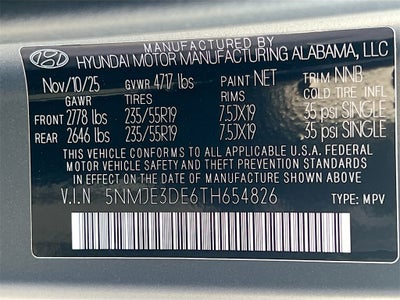 MANUFACTURED BY
HYUNDAI MOTOR MANUFACTURING ALABAMA, LLC
Nov/10/25 GVWR 4717 lbs PAINT NET TRIM NNB
GAWR TIRES RIMS COLD TIRE INFL
FRONT 2778 lbs 235/55R19 7.5JX19 35 psi SINGLE
REAR 2646 lbs 235/55R19 7.5JX19 35 psi SINGLE
THIS VEHICLE CONFORMS TO ALL APPLICABLE U.S.A FEDERAL
MOTOR VEHICLE SAFETY, BUMPER, AND
THEFT PREVENTION STANDARDS IN EFFECT
ON THE DATE OF MANUFACTURE SHOWN ABOVE.
V.I.N 5NMJE3DE6TH654826 TYPE: MPV